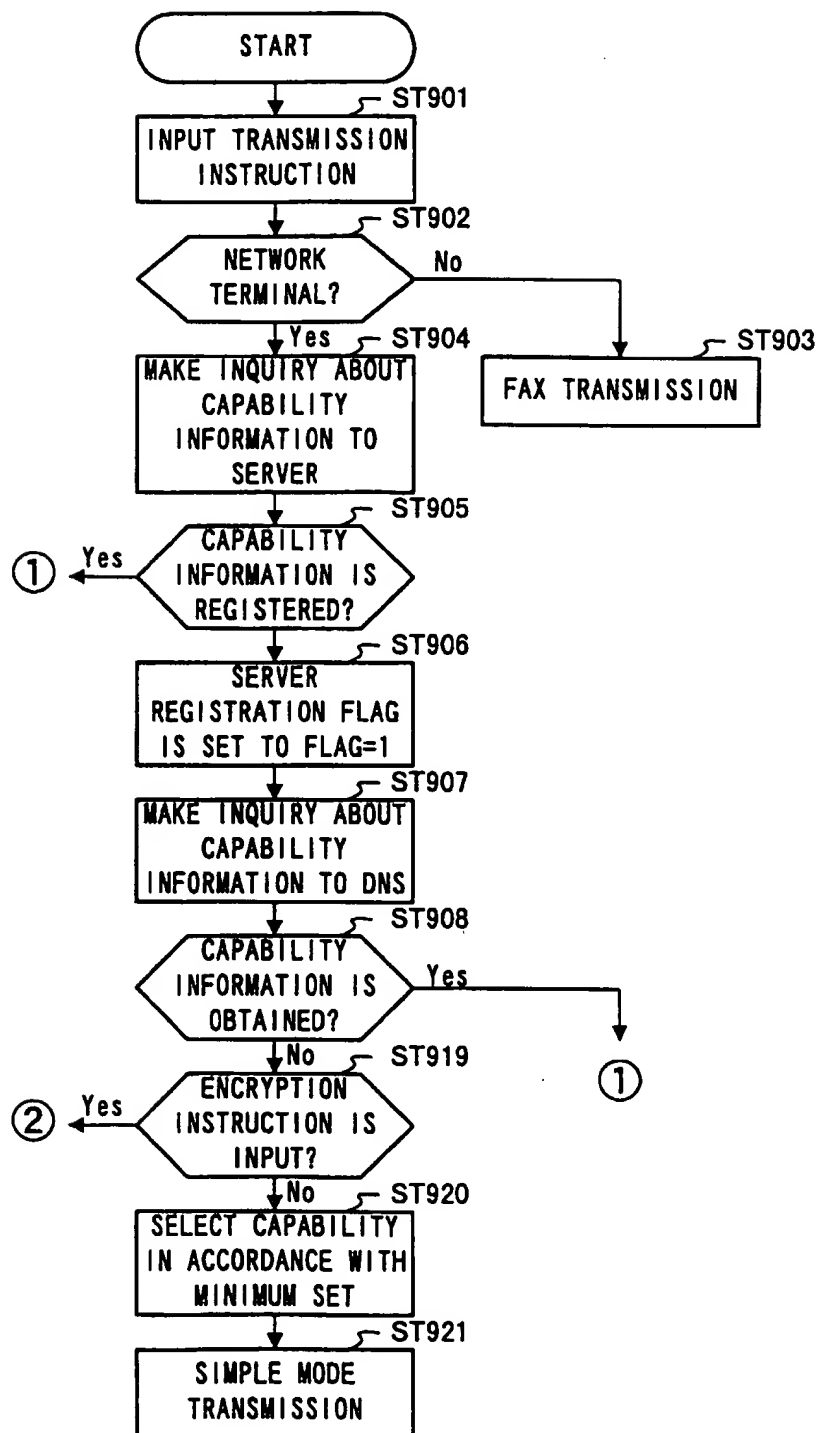 START
ST901
INPUT TRANSMISSION
INSTRUCTION
ST902
NETWORK
TERMINAL?
No
Yes
ST903
FAX TRANSMISSION
ST904
MAKE INQUIRY ABOUT
CAPABILITY
INFORMATION TO
SERVER
ST905
CAPABILITY
INFORMATION IS
REGISTERED?
Yes
①
ST906
SERVER
REGISTRATION FLAG
IS SET TO FLAG=1
ST907
MAKE INQUIRY ABOUT
CAPABILITY
INFORMATION TO DNS
ST908
CAPABILITY
INFORMATION IS
OBTAINED?
Yes
①
No
ST919
ENCRYPTION
INSTRUCTION IS
INPUT?
Yes
②
No
ST920
SELECT CAPABILITY
IN ACCORDANCE WITH
MINIMUM SET
ST921
SIMPLE MODE
TRANSMISSION